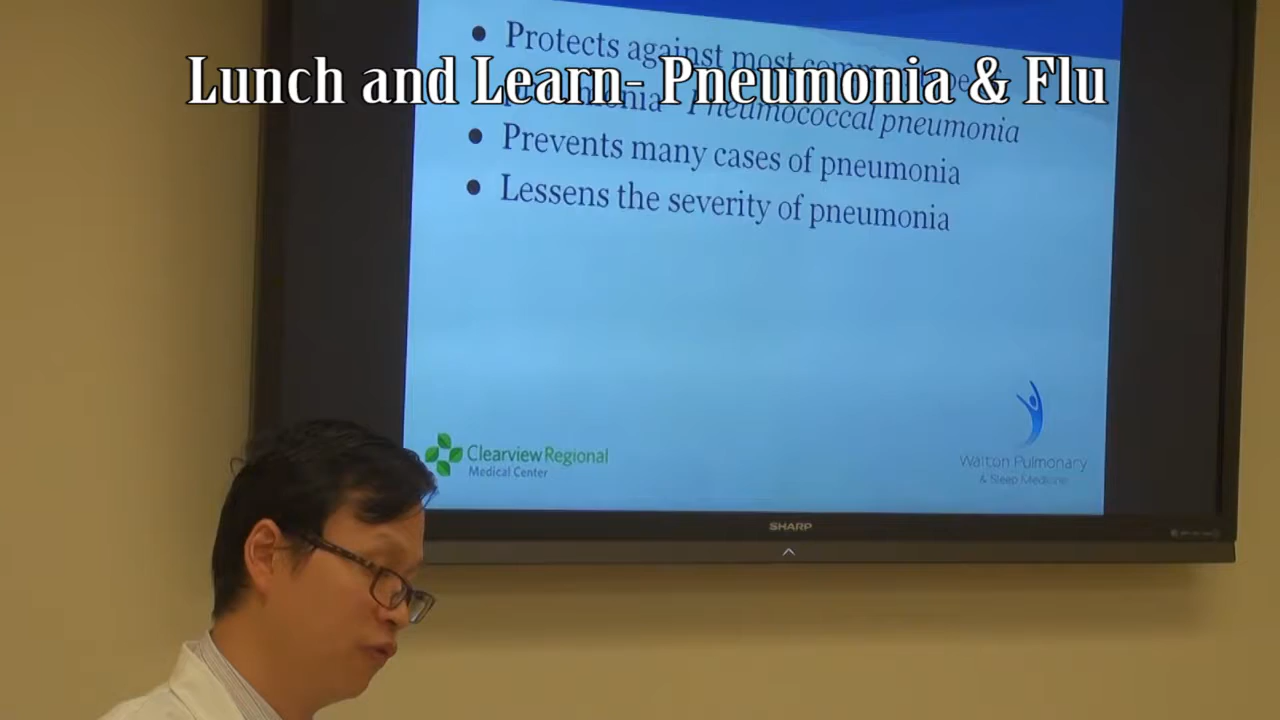 Lunch and Learn- Pneumonia & Flu
Protects against most
Pneumococcal pneumonia
Prevents many cases of pneumonia
Lessens the severity of pneumonia
Clearview Regional
Medical Center
Walton Pulmonary
& Sleep Medicine
SHARP